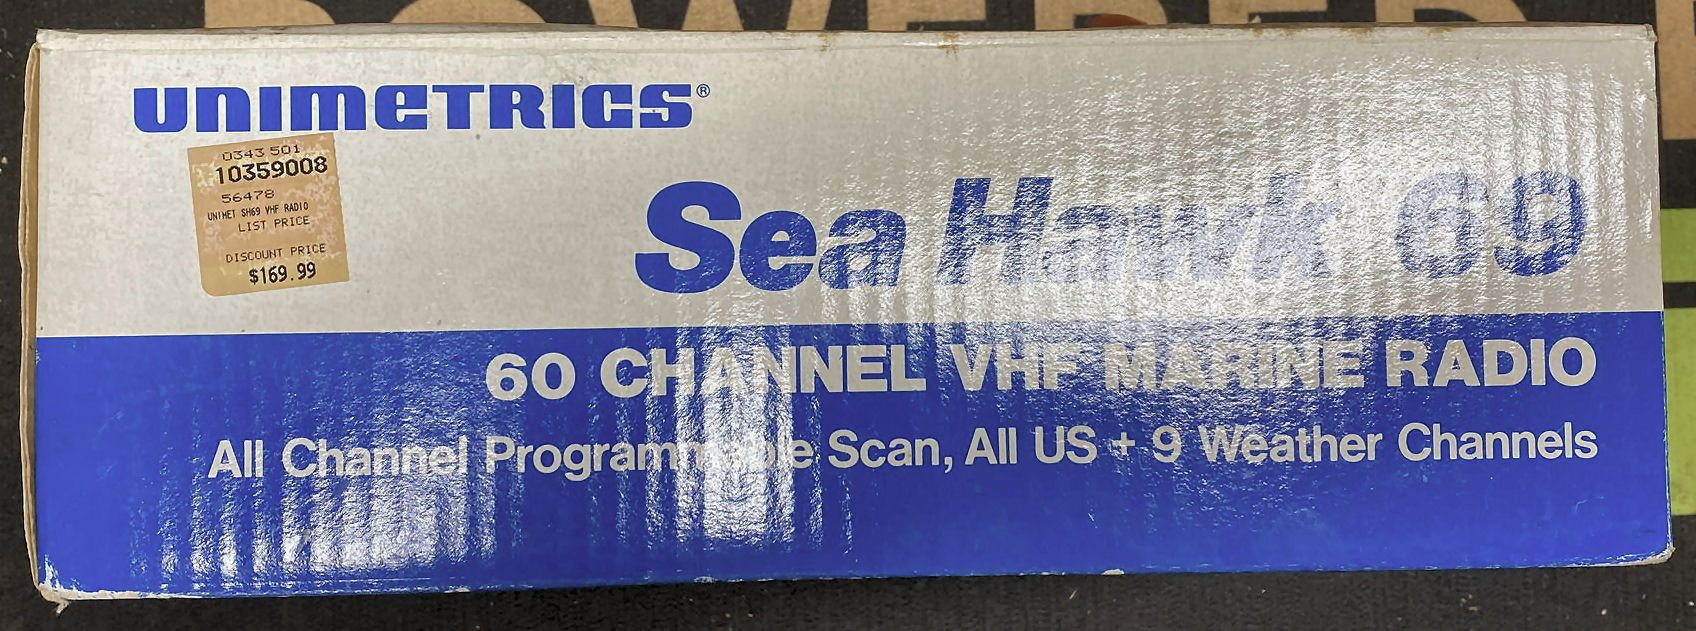 POWERED
UNIMETRICS®
0343 501
10359008
56478
UNIMET SH69 VHF RADIO
LIST PRICE
DISCOUNT PRICE
$169.99
Sea Hawk 69
60 CHANNEL VHF MARINE RADIO
All Channel Programmable Scan, All US + 9 Weather Channels